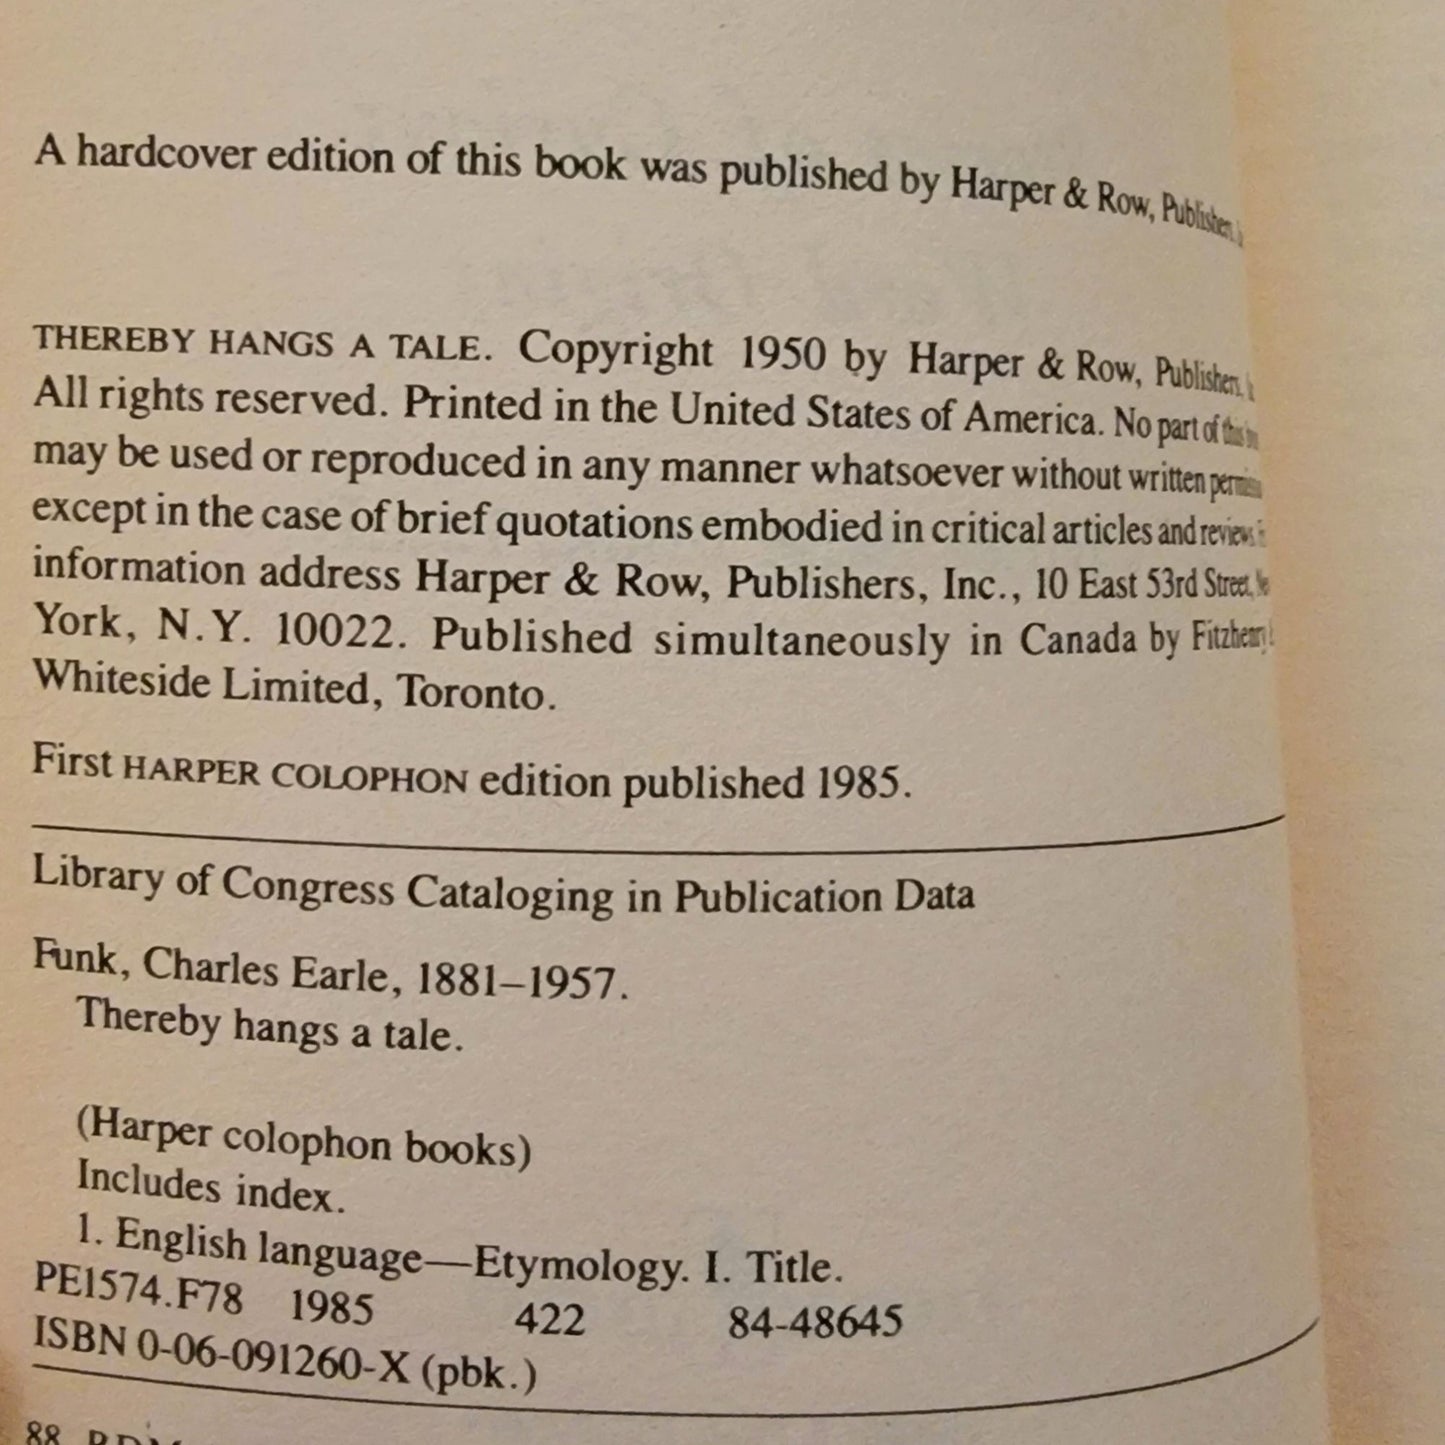 A hardcover edition of this book was published by Harper & Row, Publishers,
THEREBY HANGS A TALE. Copyright 1950 by Harper & Row, Publishers,
All rights reserved. Printed in the United States of America. No part of this
may be used or reproduced in any manner whatsoever without written
except in the case of brief quotations embodied in critical articles and reviews
information address Harper & Row, Publishers, Inc., 10 East 53rd Street,
York, N.Y. 10022. Published simultaneously in Canada by Fitzhenry
Whiteside Limited, Toronto.
First HARPER COLOPHON edition published 1985.
Library of Congress Cataloging in Publication Data
Funk, Charles Earle, 1881–1957.
Thereby hangs a tale.
(Harper colophon books)
Includes index.
1. English language—Etymology. I. Title.
PE1574.F78 1985 422 84-48645
ISBN 0-06-091260-X (pbk.)
88